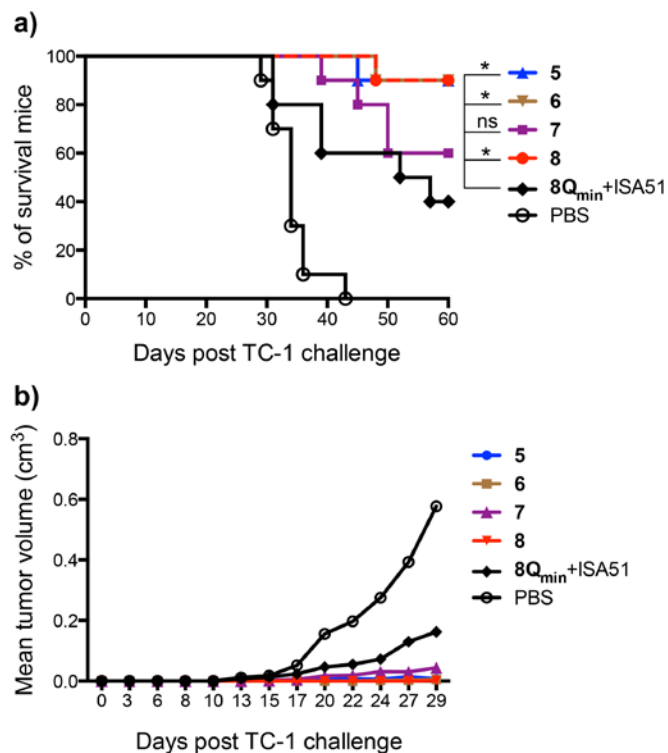 a)
% of survival mice
100
80
60
40
20
0
0 10 20 30 40 50 60
Days post TC-1 challenge
* 5
* 6
ns 7
* 8
8Qmin+ISA51
PBS
b)
Mean tumor volume (cm³)
0.8
0.6
0.4
0.2
0.0
0 3 6 8 10 13 15 17 20 22 24 27 29
Days post TC-1 challenge
5
6
7
8
8Qmin+ISA51
PBS